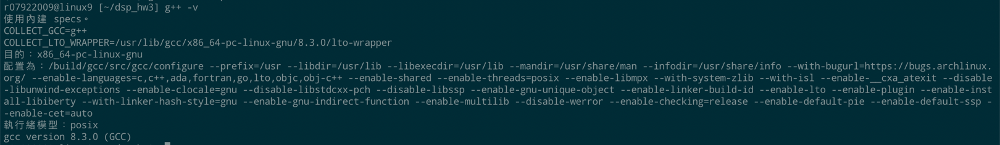 r07922009@linux9 [~/dsp_hw3] g++ -v
使用內建 specs。
COLLECT_GCC=g++
COLLECT_LTO_WRAPPER=/usr/lib/gcc/x86_64-pc-linux-gnu/8.3.0/lto-wrapper
目的：x86_64-pc-linux-gnu
配置為：/build/gcc/src/gcc/configure --prefix=/usr --libdir=/usr/lib --libexecdir=/usr/lib --mandir=/usr/share/man --infodir=/usr/share/info --with-bugurl=https://bugs.archlinux.
org/ --enable-languages=c,c++,ada,fortran,go,lto,objc,obj-c++ --enable-shared --enable-threads=posix --enable-libmpx --with-system-zlib --with-isl --enable-__cxa_atexit --disable
-libunwind-exceptions --enable-clocale=gnu --disable-libstdcxx-pch --disable-libssp --enable-gnu-unique-object --enable-linker-build-id --enable-lto --enable-plugin --enable-inst
all-libiberty --with-linker-hash-style=gnu --enable-gnu-indirect-function --enable-multilib --disable-werror --enable-checking=release --enable-default-pie --enable-default-ssp -
-enable-cet=auto
執行緒模型：posix
gcc version 8.3.0 (GCC)